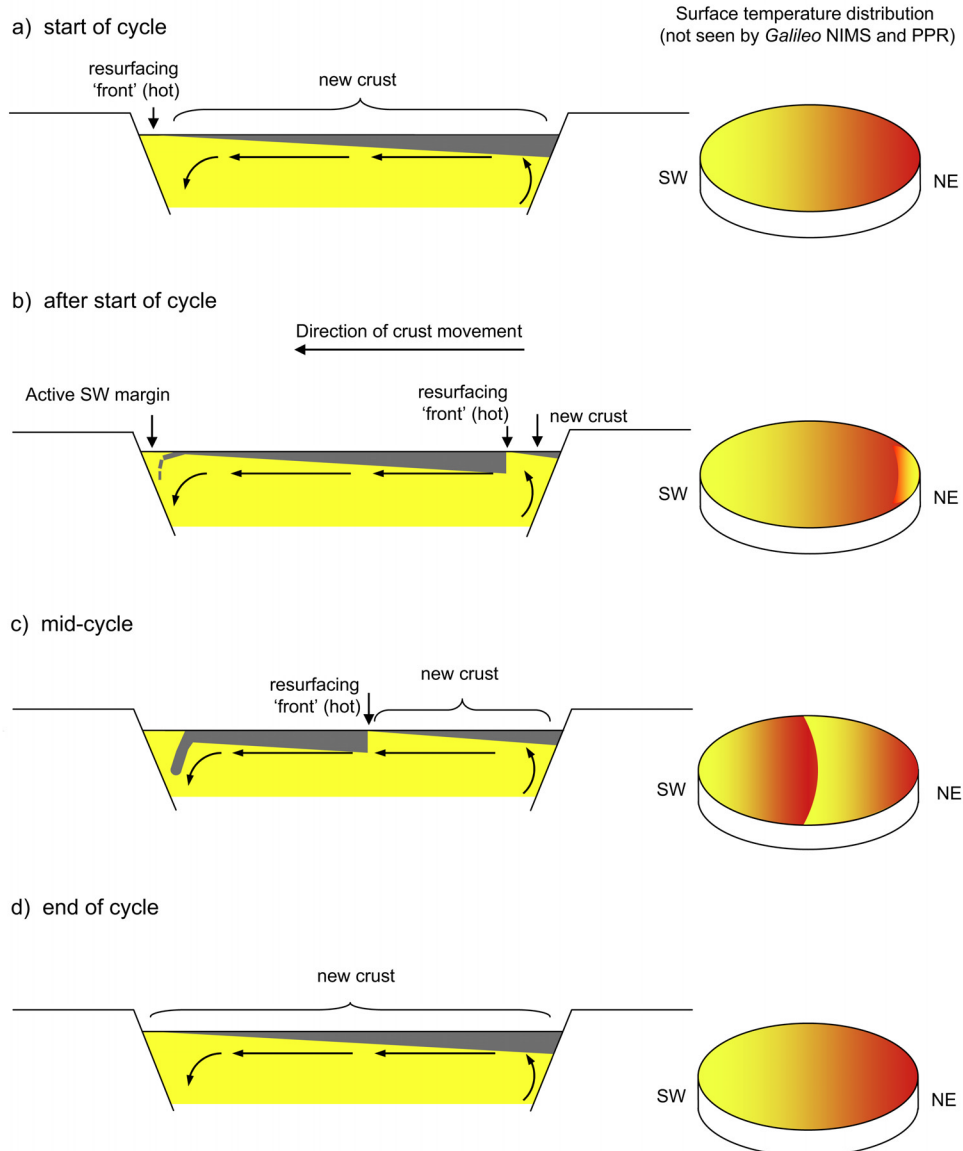 a) start of cycle
Surface temperature distribution
(not seen by Galileo NIMS and PPR)
resurfacing
‘front’ (hot)
new crust
SW
NE
b) after start of cycle
Direction of crust movement
Active SW margin
resurfacing
‘front’ (hot)
new crust
SW
NE
c) mid-cycle
resurfacing
‘front’ (hot)
new crust
SW
NE
d) end of cycle
new crust
SW
NE